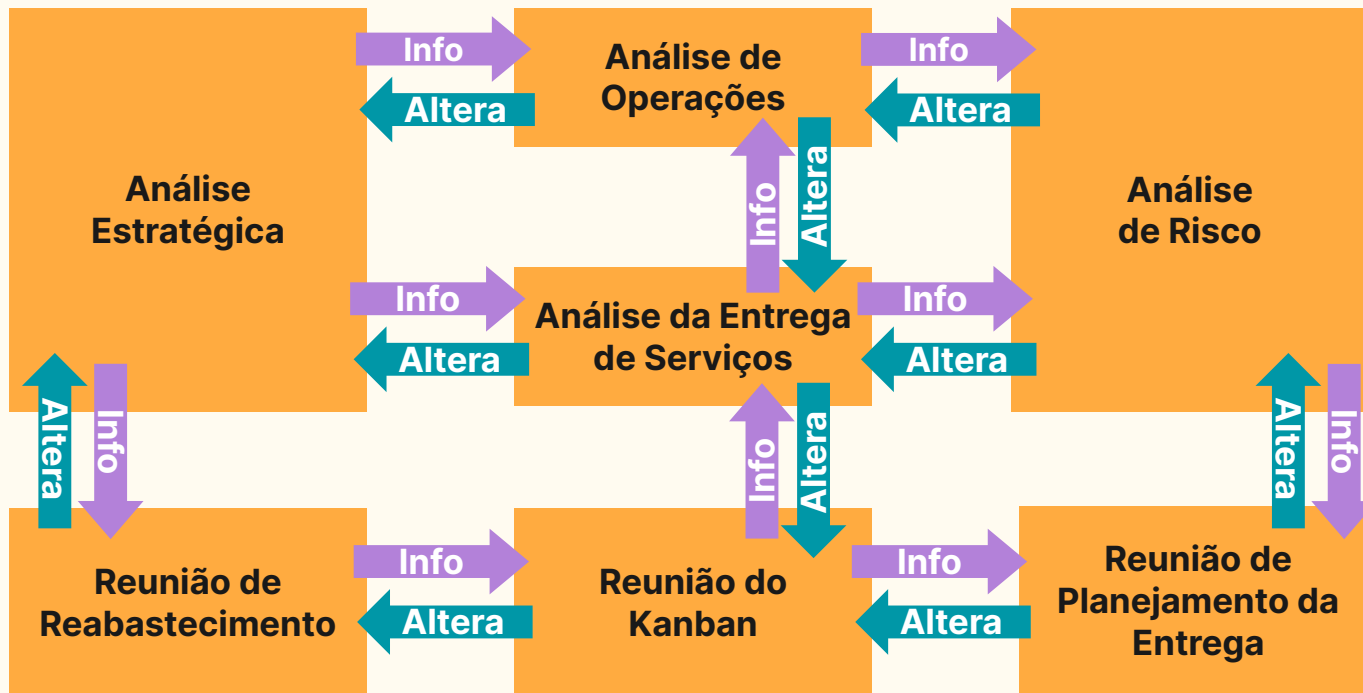 Info
Análise de
Operações
Info
Altera
Altera
Análise
Estratégica
Info
Altera
Análise
de Risco
Info
Análise da Entrega
de Serviços
Info
Altera
Altera
Altera
Info
Info
Altera
Altera
Info
Reunião de
Reabastecimento
Info
Altera
Reunião do
Kanban
Info
Altera
Reunião de
Planejamento da
Entrega